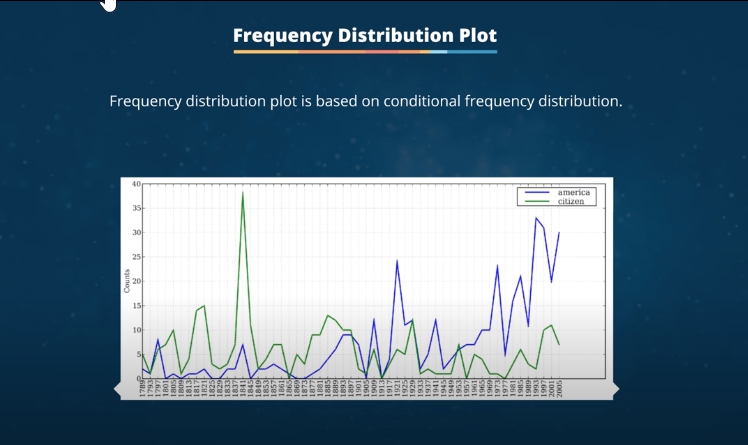 Frequency Distribution Plot
Frequency distribution plot is based on conditional frequency distribution.
40
35
30
25
20
15
10
5
0
Counts
america
citizen
1789 1793 1797 1801 1805 1809 1813 1817 1821 1825 1829 1833 1837 1841 1845 1849 1853 1857 1861 1865 1869 1873 1877 1881 1885 1889 1893 1897 1901 1905 1909 1913 1917 1921 1925 1929 1933 1937 1941 1945 1949 1953 1957 1961 1965 1969 1973 1977 1981 1985 1989 1993 1997 2001 2005